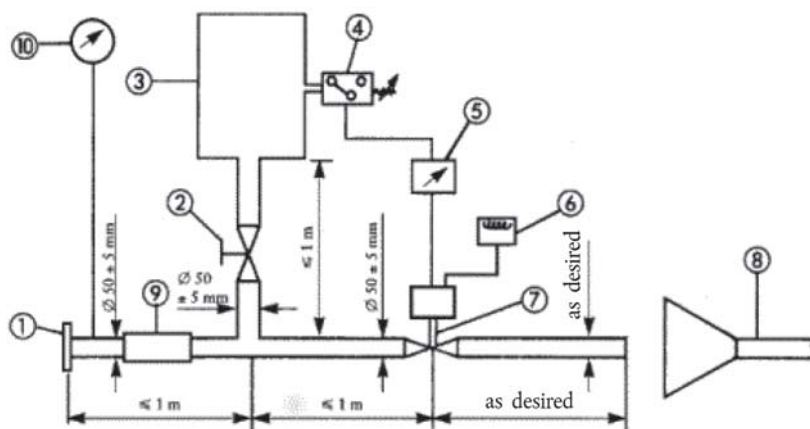 10
4
3
5
2
6
≤ 1 m
Ø 50 ± 5 mm
Ø 50
± 5 mm
Ø 50 ± 5 mm
as desired
9
7
8
1
≤ 1 m
≤ 1 m
as desired